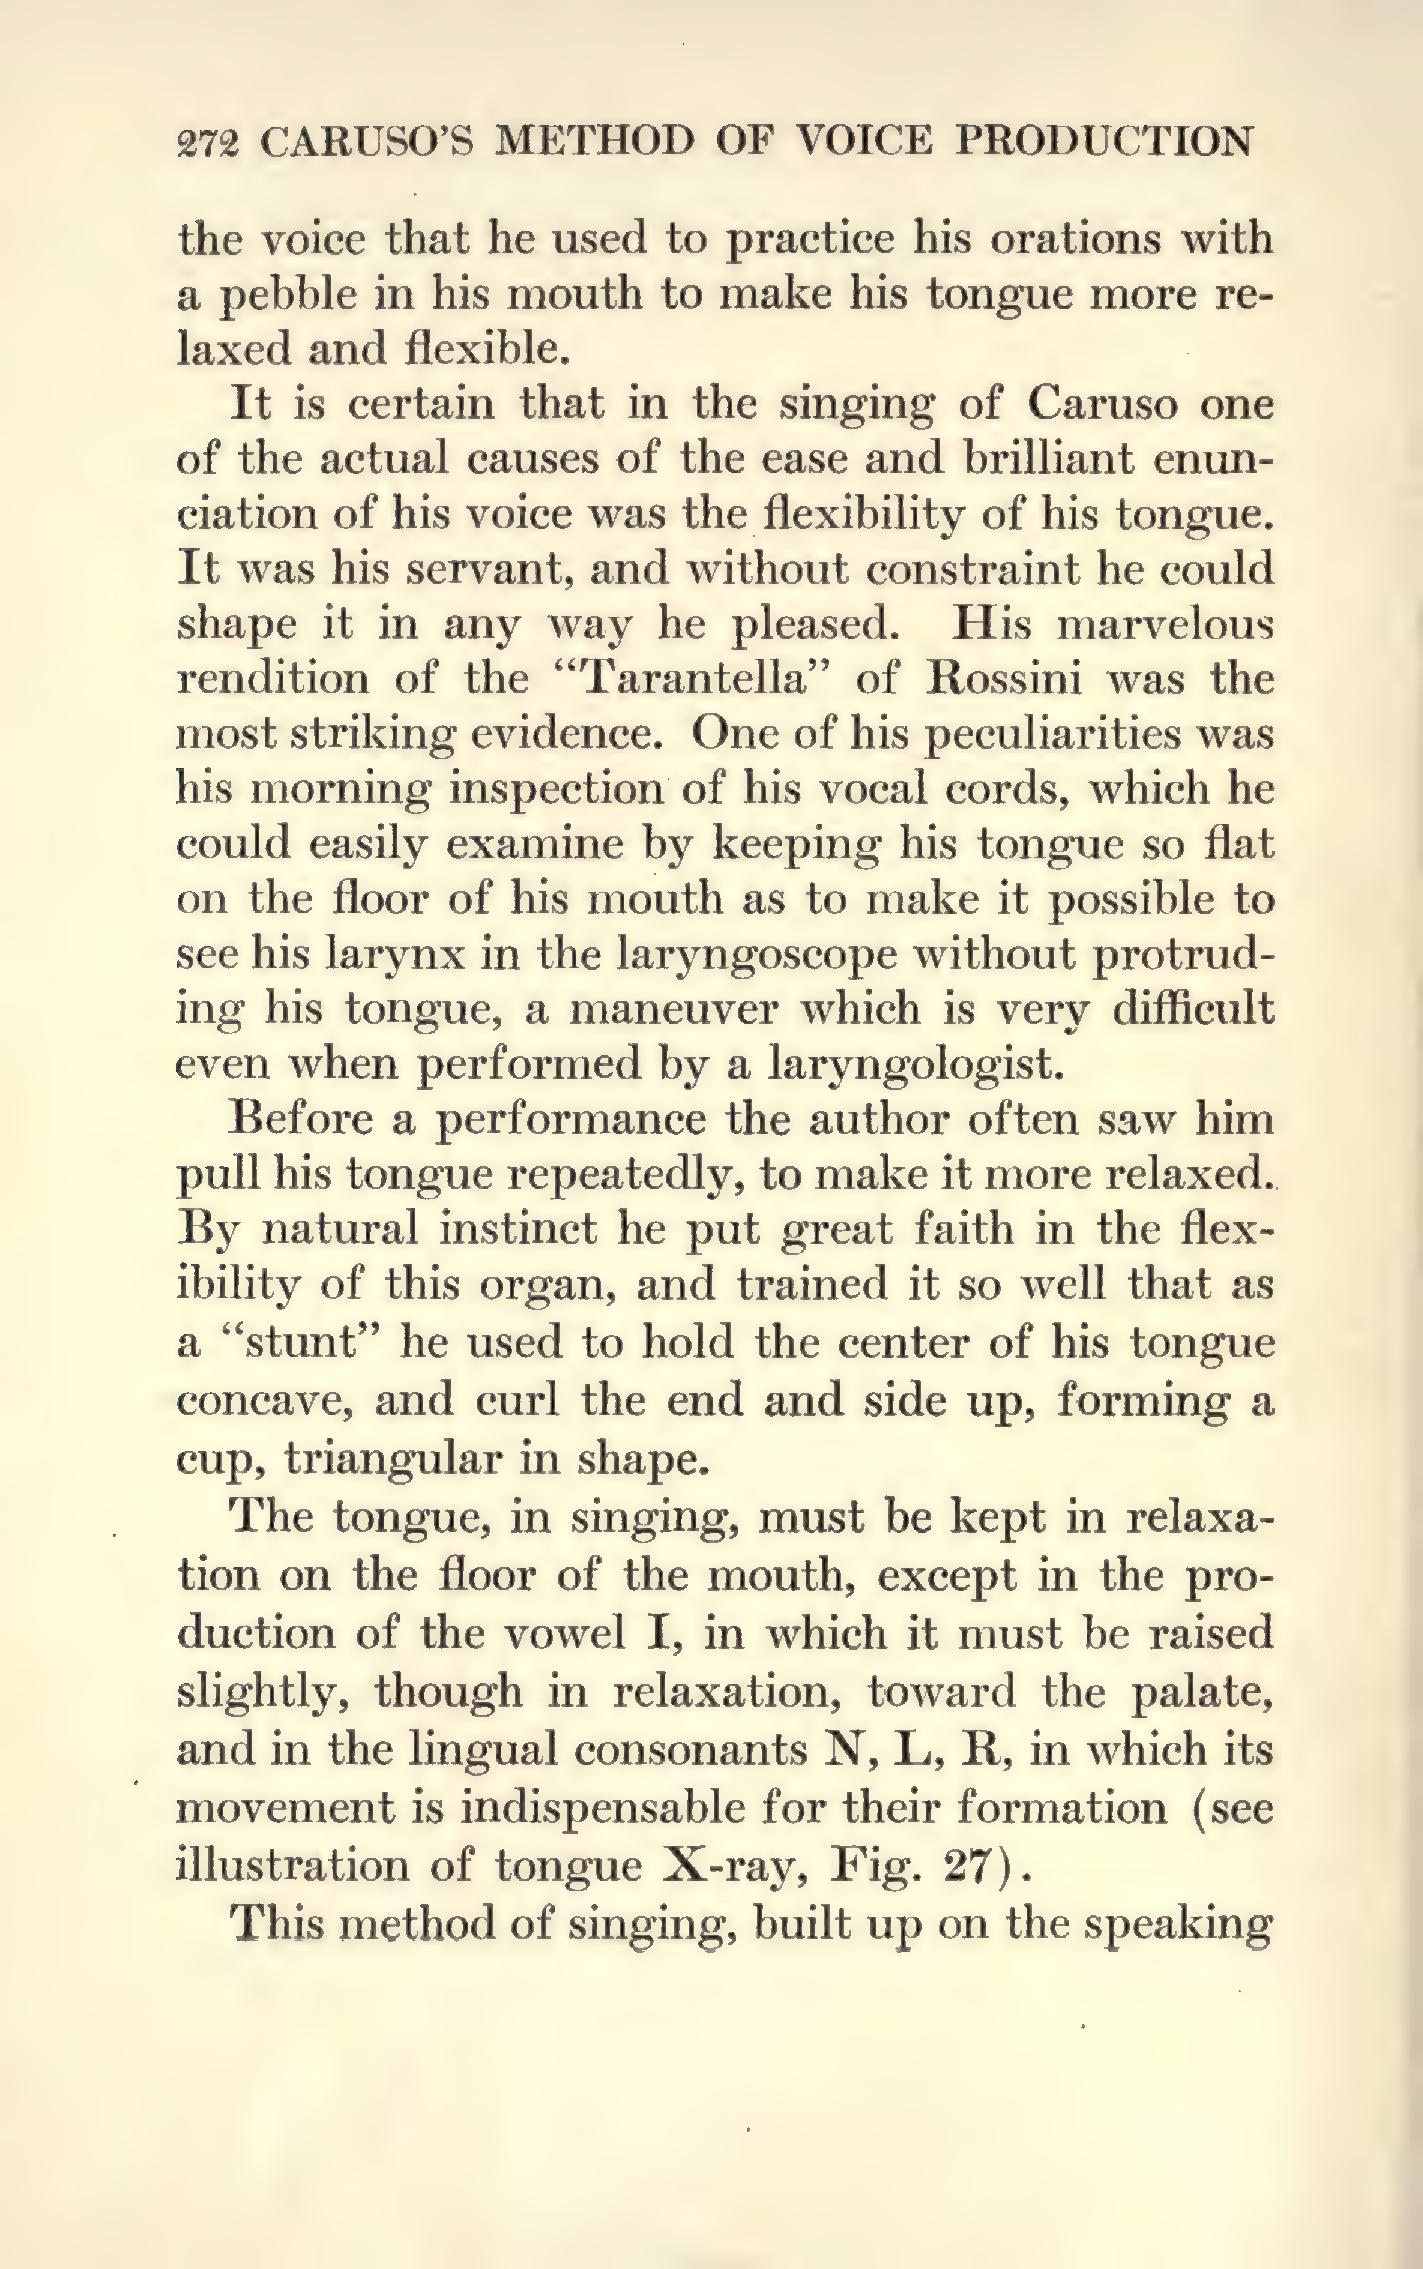 272 CARUSO'S METHOD OF VOICE PRODUCTION
the voice that he used to practice his orations with
a pebble in his mouth to make his tongue more re-
laxed and flexible.
It is certain that in the singing of Caruso one
of the actual causes of the ease and brilliant enun-
ciation of his voice was the flexibility of his tongue.
It was his servant, and without constraint he could
shape it in any way he pleased. His marvelous
rendition of the "Tarantella" of Rossini was the
most striking evidence. One of his peculiarities was
his morning inspection of his vocal cords, which he
could easily examine by keeping his tongue so flat
on the floor of his mouth as to make it possible to
see his larynx in the laryngoscope without protrud-
ing his tongue, a maneuver which is very difficult
even when performed by a laryngologist.
Before a performance the author often saw him
pull his tongue repeatedly, to make it more relaxed.
By natural instinct he put great faith in the flex-
ibility of this organ, and trained it so well that as
a "stunt" he used to hold the center of his tongue
concave, and curl the end and side up, forming a
cup, triangular in shape.
The tongue, in singing, must be kept in relaxa-
tion on the floor of the mouth, except in the pro-
duction of the vowel I, in which it must be raised
slightly, though in relaxation, toward the palate,
and in the lingual consonants N, L, R, in which its
movement is indispensable for their formation (see
illustration of tongue X-ray, Fig. 27).
This method of singing, built up on the speaking